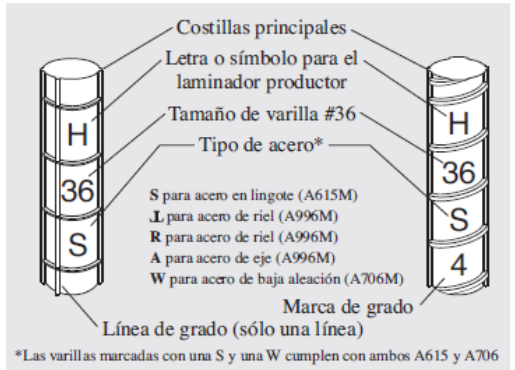 Costillas principales
Letra o símbolo para el
laminador productor
H
H
Tamaño de varilla #36
36
36
Tipo de acero*
S
S
S para acero en lingote (A615M)
L para acero de riel (A996M)
R para acero de riel (A996M)
A para acero de eje (A996M)
W para acero de baja aleación (A706M)
4
Marca de grado
Línea de grado (sólo una línea)
*Las varillas marcadas con una S y una W cumplen con ambos A615 y A706